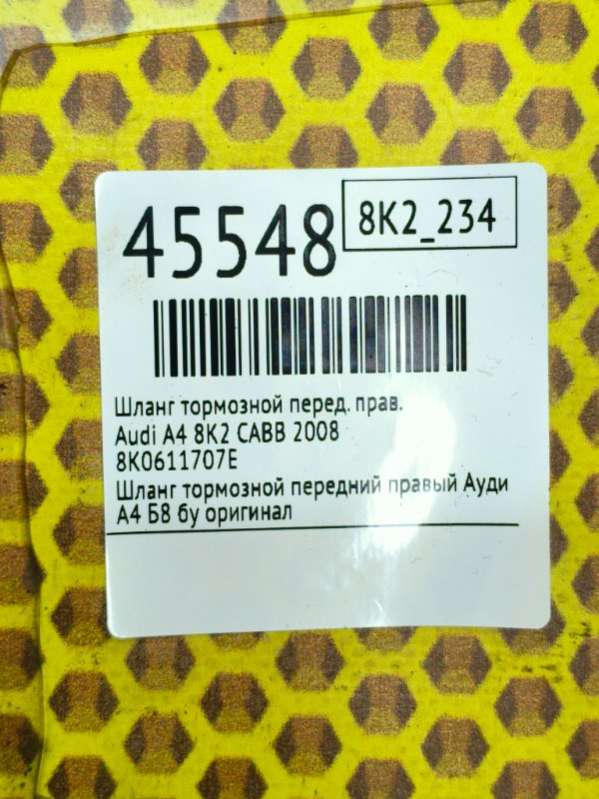 45548
8K2_234
Шланг тормозной перед. прав.
Audi A4 8K2 CABB 2008
8K0611707E
Шланг тормозной передний правый Ауди
А4 Б8 бу оригинал